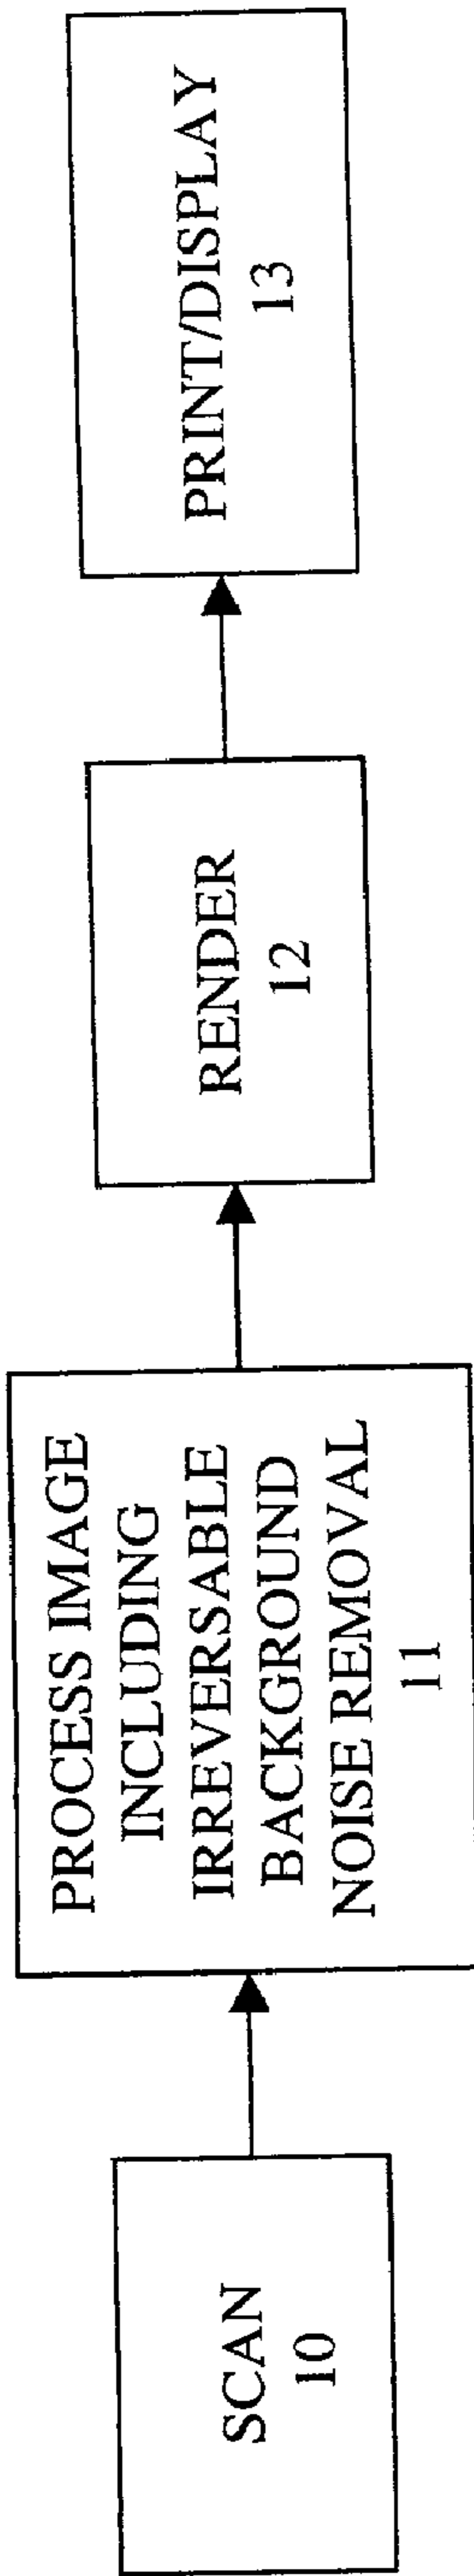 SCAN
10
PROCESS IMAGE
INCLUDING
IRREVERSABLE
BACKGROUND
NOISE REMOVAL
11
RENDER
12
PRINT/DISPLAY
13